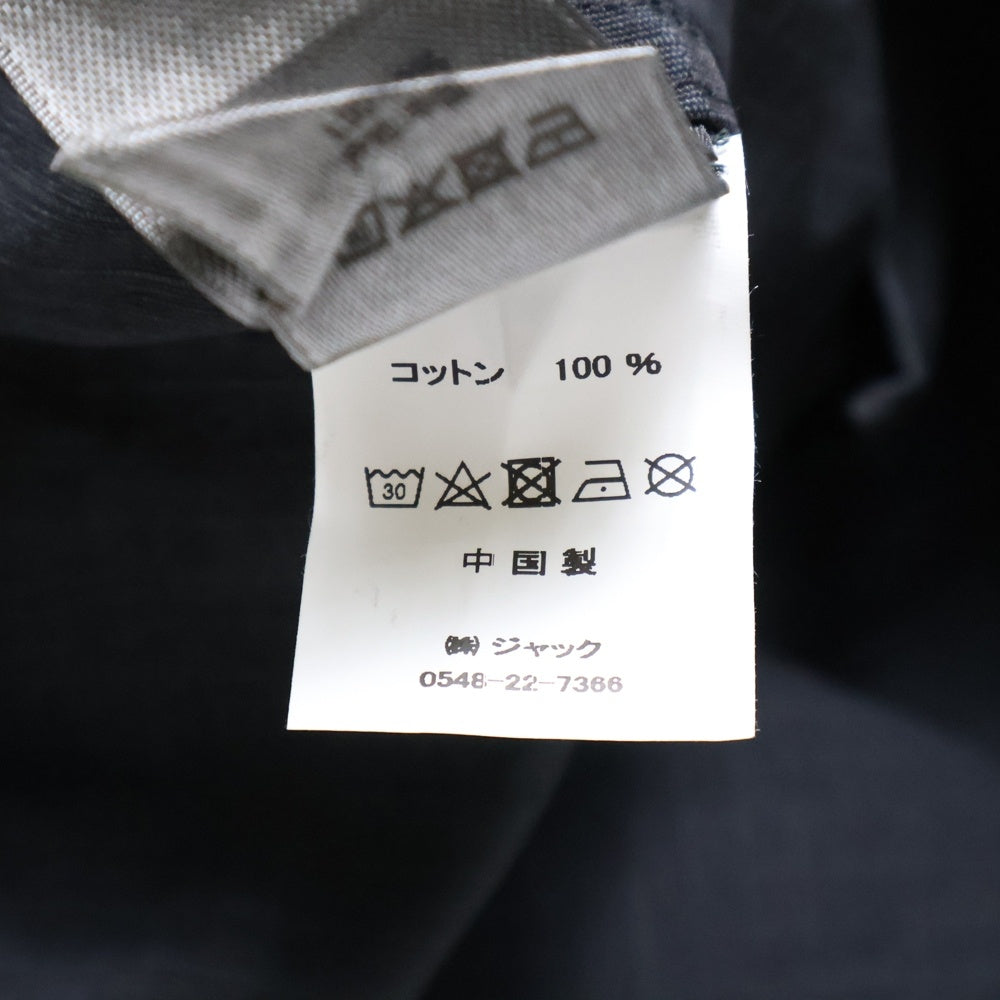 コットン 100 %
30
中国製
㈱ ジャック
0548-22-7366